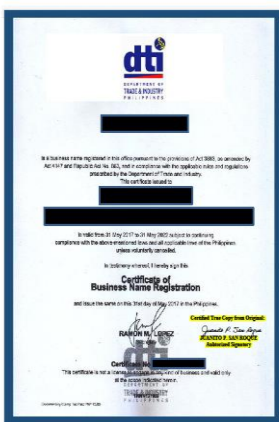 dti
DEPARTMENT OF
TRADE & INDUSTRY
PHILIPPINES
is a business name registered in this office pursuant to the provisions of Act 3883, as amended by
Act 4147 and Republic Act No. 863, and in compliance with the applicable rules and regulations
prescribed by the Department of Trade and Industry.
This certificate issued to
is valid from 31 May 2017 to 31 May 2022 subject to continuing
compliance with the above-mentioned laws and all applicable laws of the Philippines,
unless voluntarily cancelled.
In testimony whereof, I hereby sign this
Certificate of
Business Name Registration
and issue the same on this 31st day of May 2017 in the Philippines.
Certified True Copy from Original:
JUANITO P. SAN ROQUE
Authorized Signatory
RAMON M. LOPEZ
Certificate No.
This certificate is not a license to engage in any kind of business and valid only
at the scope indicated herein.
DEPARTMENT OF
TRADE & INDUSTRY
PHILIPPINES